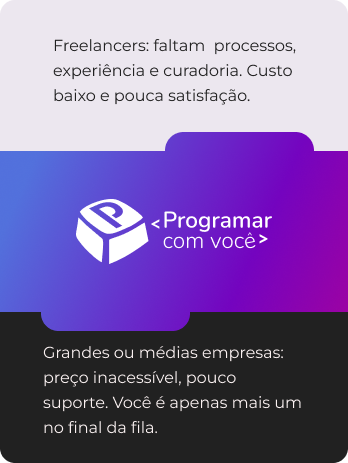 Freelancers: faltam  processos,
experiência e curadoria. Custo
baixo e pouca satisfação.
P
<Programar
com você>
Grandes ou médias empresas:
preço inacessível, pouco
suporte. Você é apenas mais um
no final da fila.